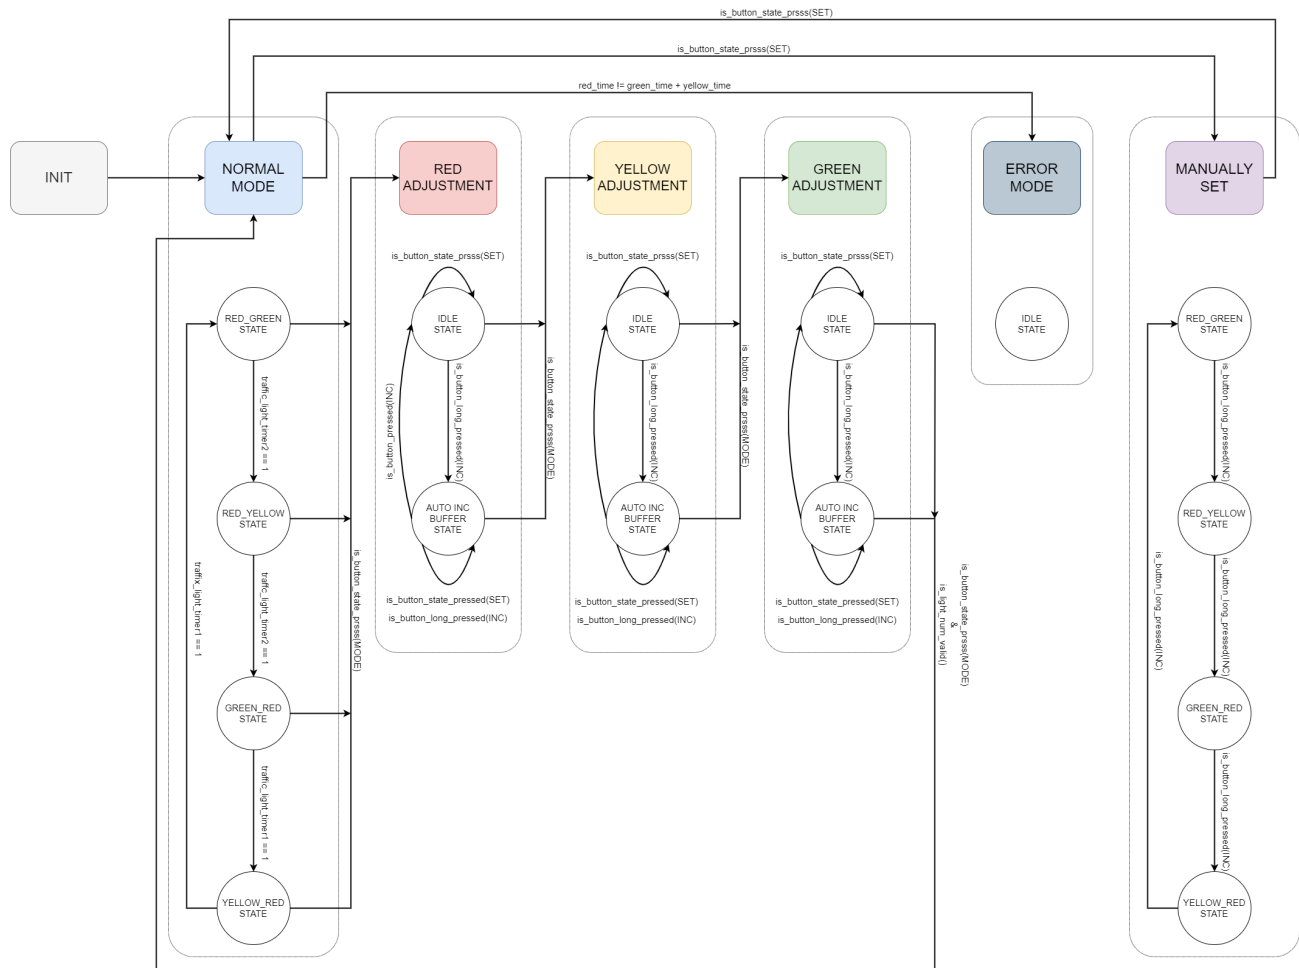 is_button_state_prsss(SET)
is_button_state_prsss(SET)
red_time != green_time + yellow_time
INIT
NORMAL
MODE
RED
ADJUSTMENT
YELLOW
ADJUSTMENT
GREEN
ADJUSTMENT
ERROR
MODE
MANUALLY
SET
is_button_state_prsss(SET)
is_button_state_prsss(SET)
is_button_state_prsss(SET)
RED_GREEN
STATE
IDLE
STATE
IDLE
STATE
IDLE
STATE
IDLE
STATE
RED_GREEN
STATE
traffic_light_timer2 == 1
is_button_pressed(INC)
is_button_long_pressed(INC)
is_button_state_prsss(MODE)
is_button_long_pressed(INC)
is_button_state_prsss(MODE)
is_button_long_pressed(INC)
is_button_long_pressed(INC)
RED_YELLOW
STATE
AUTO INC
BUFFER
STATE
AUTO INC
BUFFER
STATE
AUTO INC
BUFFER
STATE
RED_YELLOW
STATE
traffix_light_timer1 == 1
traffc_light_timer2 == 1
is_button_state_prsss(MODE)
is_button_state_pressed(SET)
is_button_long_pressed(INC)
is_button_state_pressed(SET)
is_button_long_pressed(INC)
is_button_state_pressed(SET)
is_button_long_pressed(INC)
is_button_state_prsss(MODE)
&
is_light_num_valid()
is_button_long_pressed(INC)
is_button_long_pressed(INC)
GREEN_RED
STATE
GREEN_RED
STATE
traffic_light_timer1 == 1
is_button_long_pressed(INC)
YELLOW_RED
STATE
YELLOW_RED
STATE